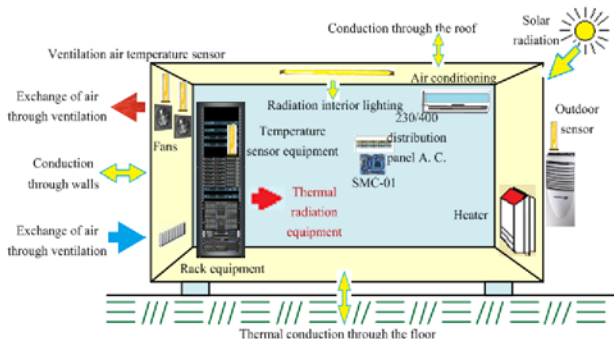 Conduction through the roof
Solar
radiation
Ventilation air temperature sensor
Air conditioning
Exchange of air
through ventilation
Radiation interior lighting
230/400
distribution
panel A. C.
Outdoor
sensor
Fans
Temperature
sensor equipment
Conduction
through walls
SMC-01
Thermal
radiation
equipment
Heater
Exchange of air
through ventilation
Rack equipment
Thermal conduction through the floor